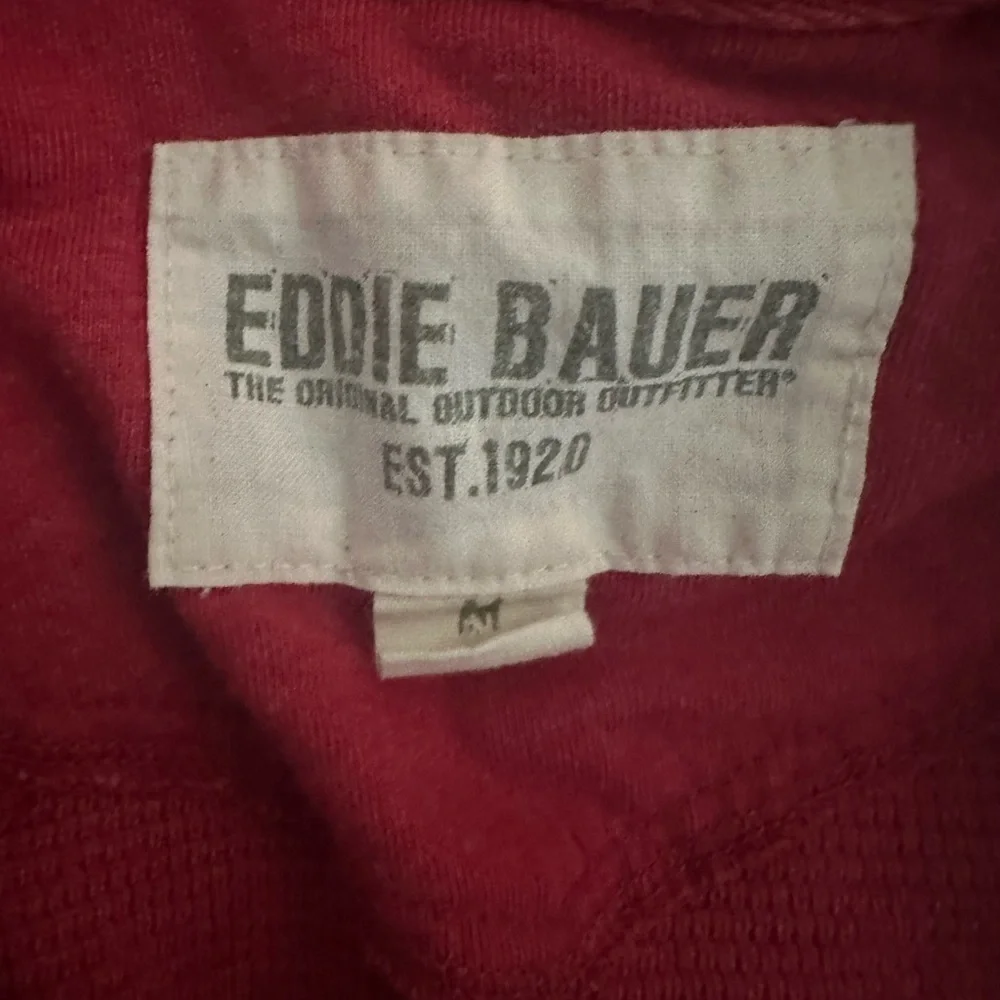 EDDIE BAUER
THE ORIGINAL OUTDOOR OUTFITTER®
EST.1920
M